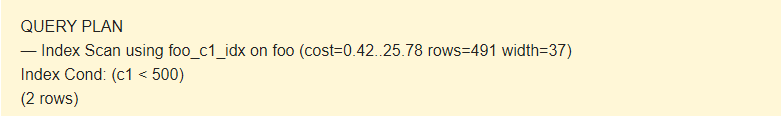 QUERY PLAN
— Index Scan using foo_c1_idx on foo (cost=0.42..25.78 rows=491 width=37)
Index Cond: (c1 < 500)
(2 rows)